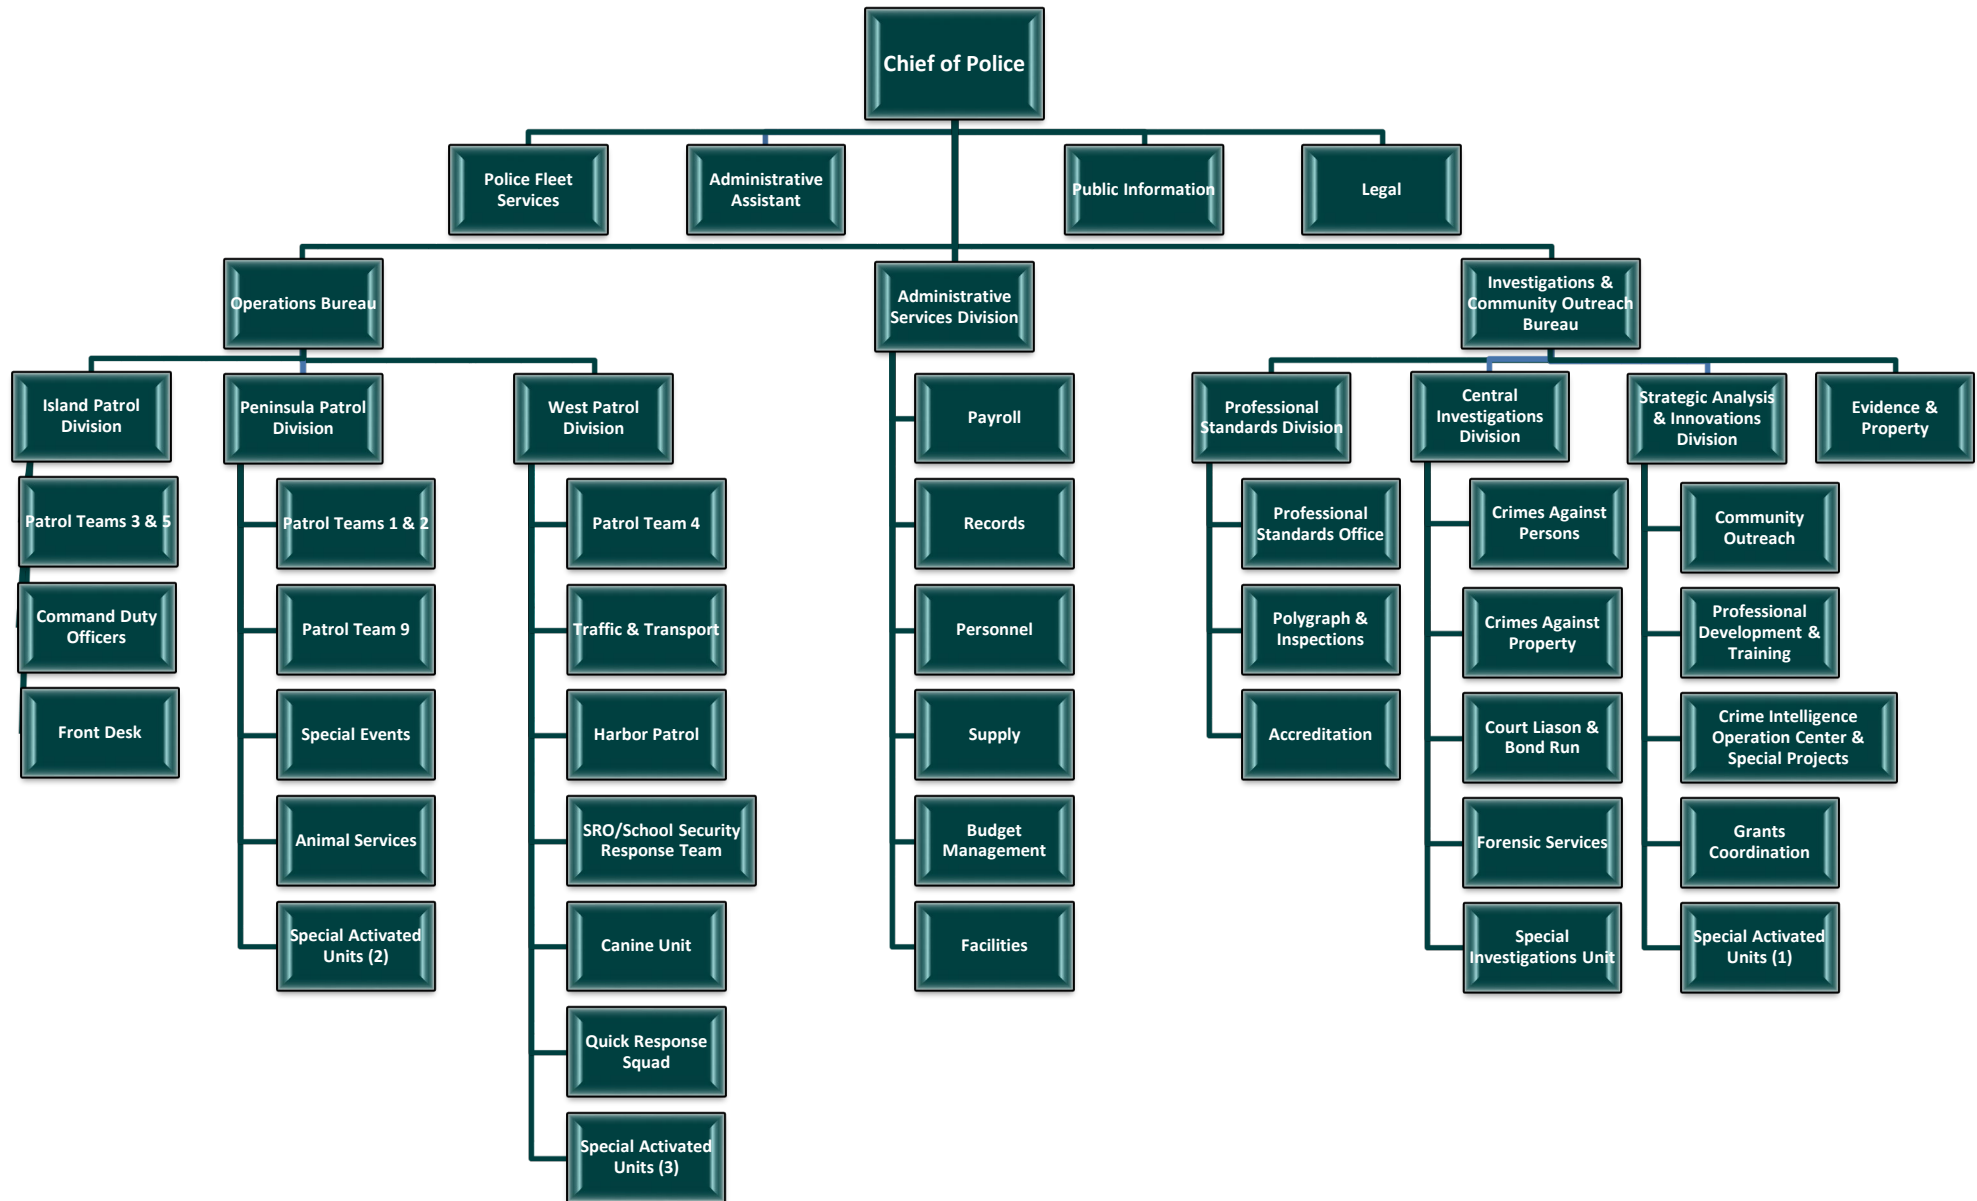 Chief of Police
Police Fleet
Services
Administrative
Assistant
Public Information
Legal
Operations Bureau
Administrative
Services Division
Investigations &
Community Outreach
Bureau
Island Patrol
Division
Peninsula Patrol
Division
West Patrol
Division
Professional
Standards Division
Central
Investigations
Division
Strategic Analysis
& Innovations
Division
Evidence &
Property
Patrol Teams 3 & 5
Command Duty
Officers
Front Desk
Patrol Teams 1 & 2
Patrol Team 9
Special Events
Animal Services
Special Activated
Units (2)
Patrol Team 4
Traffic & Transport
Harbor Patrol
SRO/School Security
Response Team
Canine Unit
Quick Response
Squad
Special Activated
Units (3)
Payroll
Records
Personnel
Supply
Budget
Management
Facilities
Professional
Standards Office
Polygraph &
Inspections
Accreditation
Crimes Against
Persons
Crimes Against
Property
Court Liason &
Bond Run
Forensic Services
Special
Investigations Unit
Community
Outreach
Professional
Development &
Training
Crime Intelligence
Operation Center &
Special Projects
Grants
Coordination
Special Activated
Units (1)